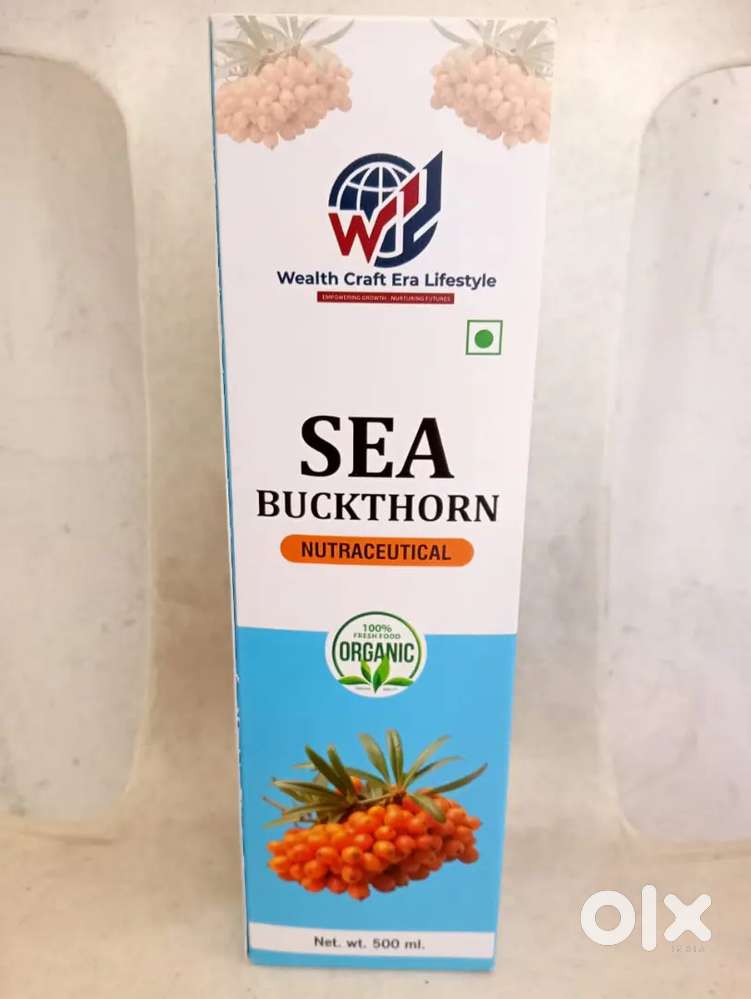 Wealth Craft Era Lifestyle
EMPOWERING GROWTH - NURTURING FUTURES
SEA
BUCKTHORN
NUTRACEUTICAL
100%
FRESH FOOD
ORGANIC
Net. wt. 500 ml.
olx
INDIA